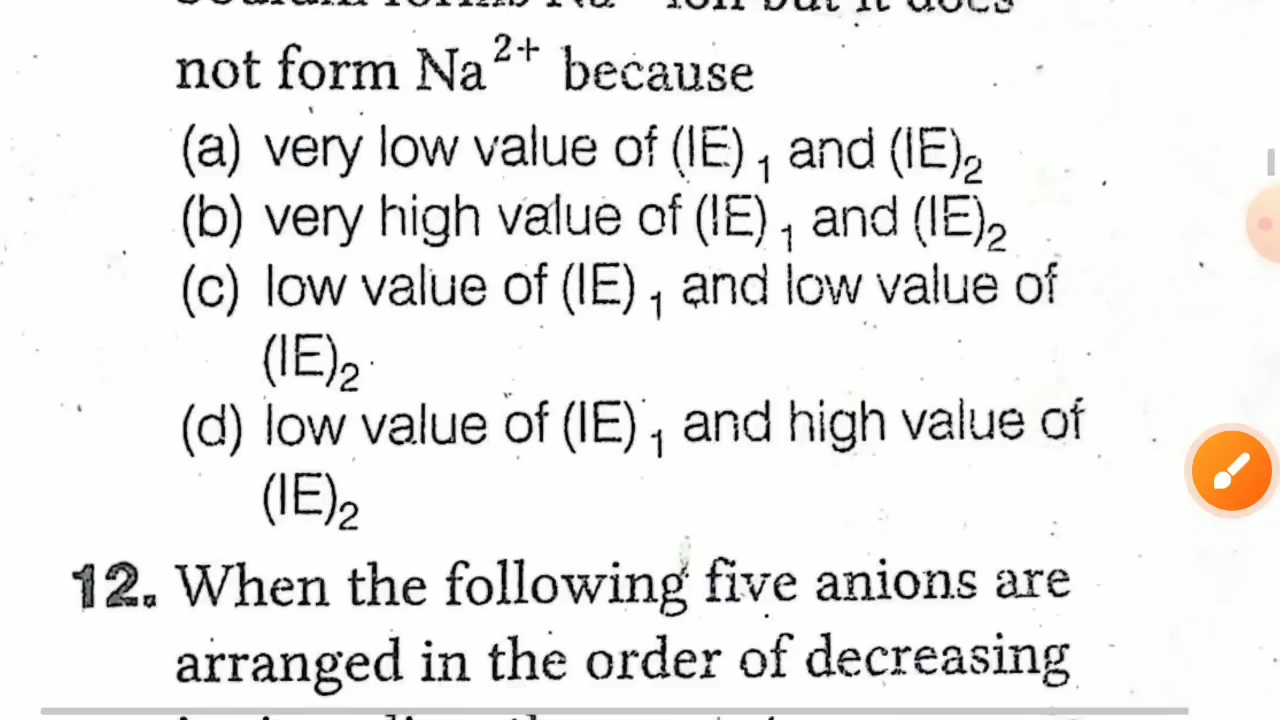 not form Na²⁺ because
(a) very low value of (IE)₁ and (IE)₂
(b) very high value of (IE)₁ and (IE)₂
(c) low value of (IE)₁ and low value of
(IE)₂
(d) low value of (IE)₁ and high value of
(IE)₂
12. When the following five anions are
arranged in the order of decreasing